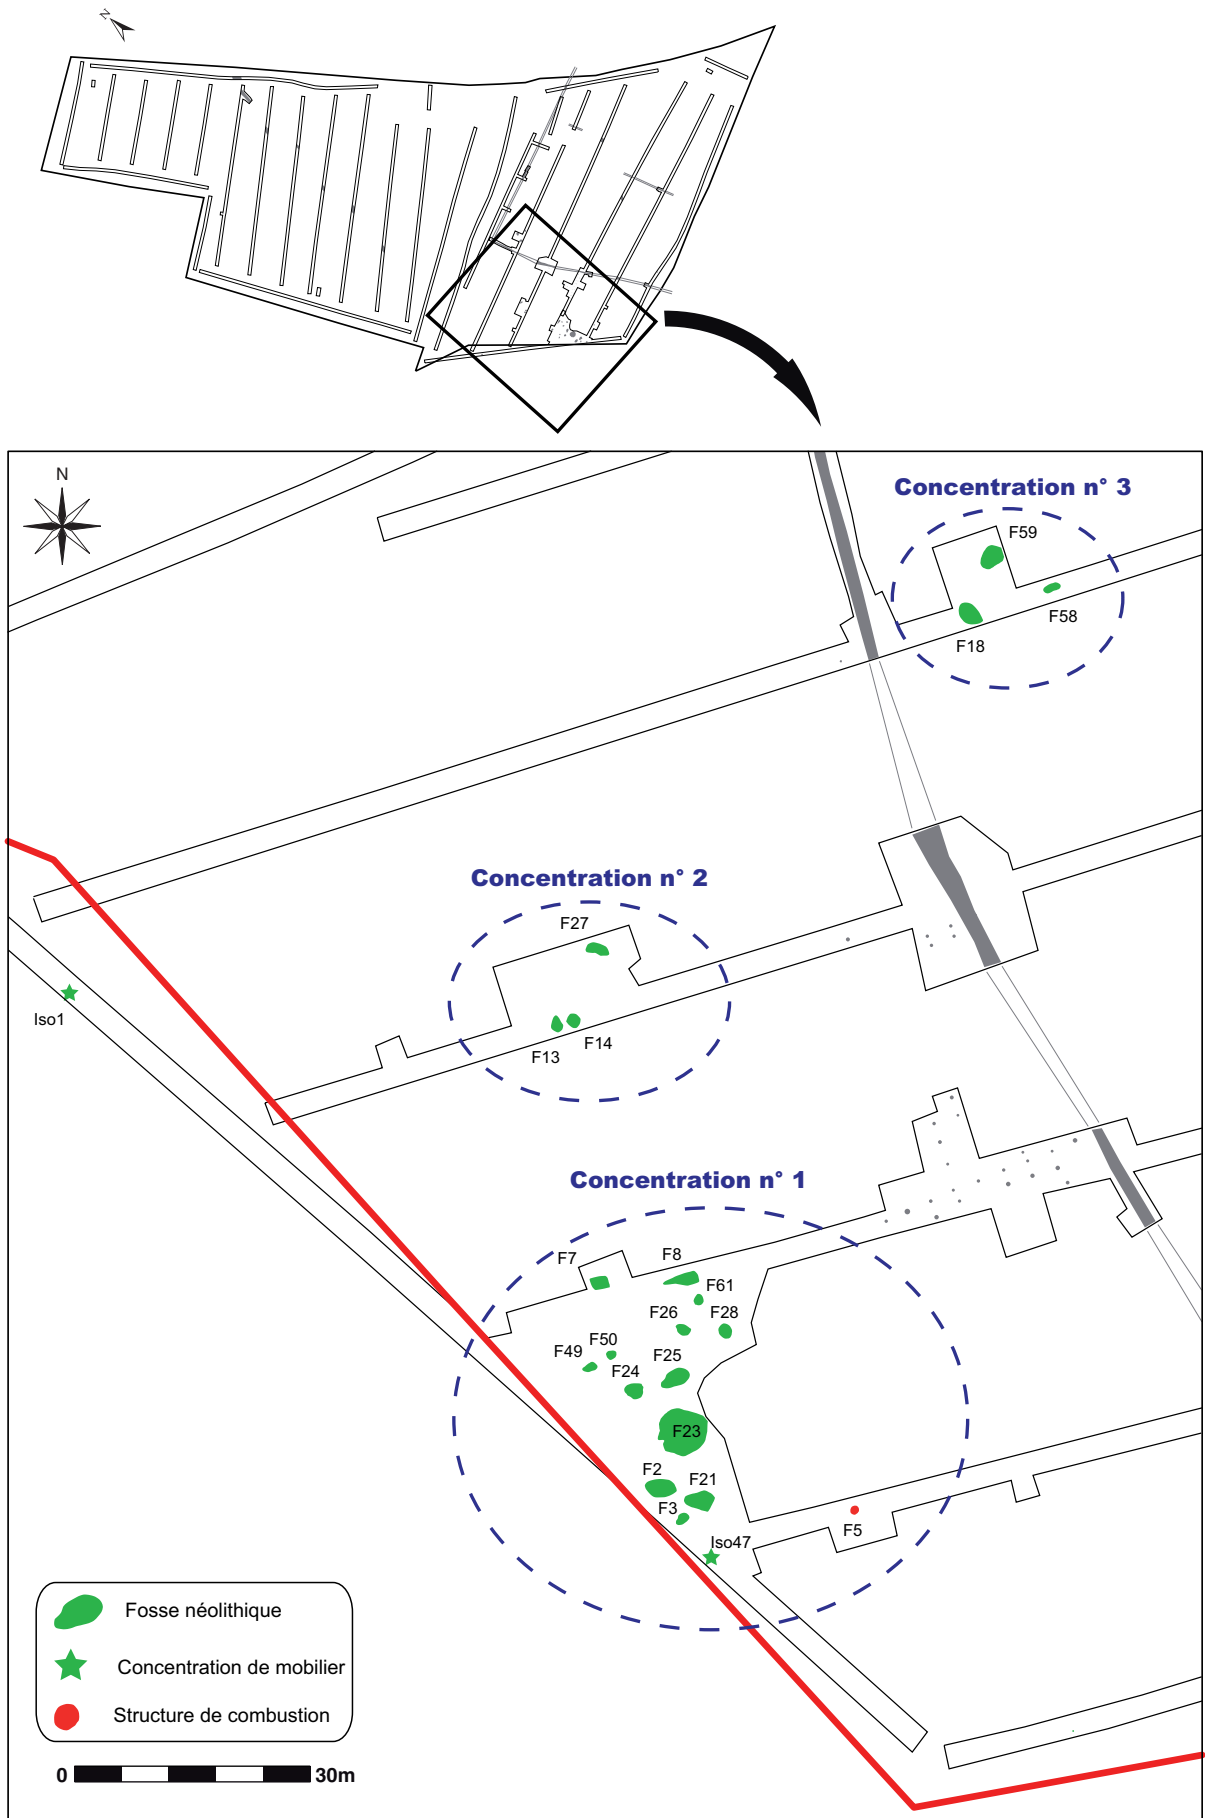 N
N
Concentration n° 3
F59
F58
F18
Concentration n° 2
F27
Iso1
F14
F13
Concentration n° 1
F7
F8
F61
F26
F28
F50
F49
F25
F24
F23
F2
F21
F3
F5
Iso47
Fosse néolithique
Concentration de mobilier
Structure de combustion
0 30m